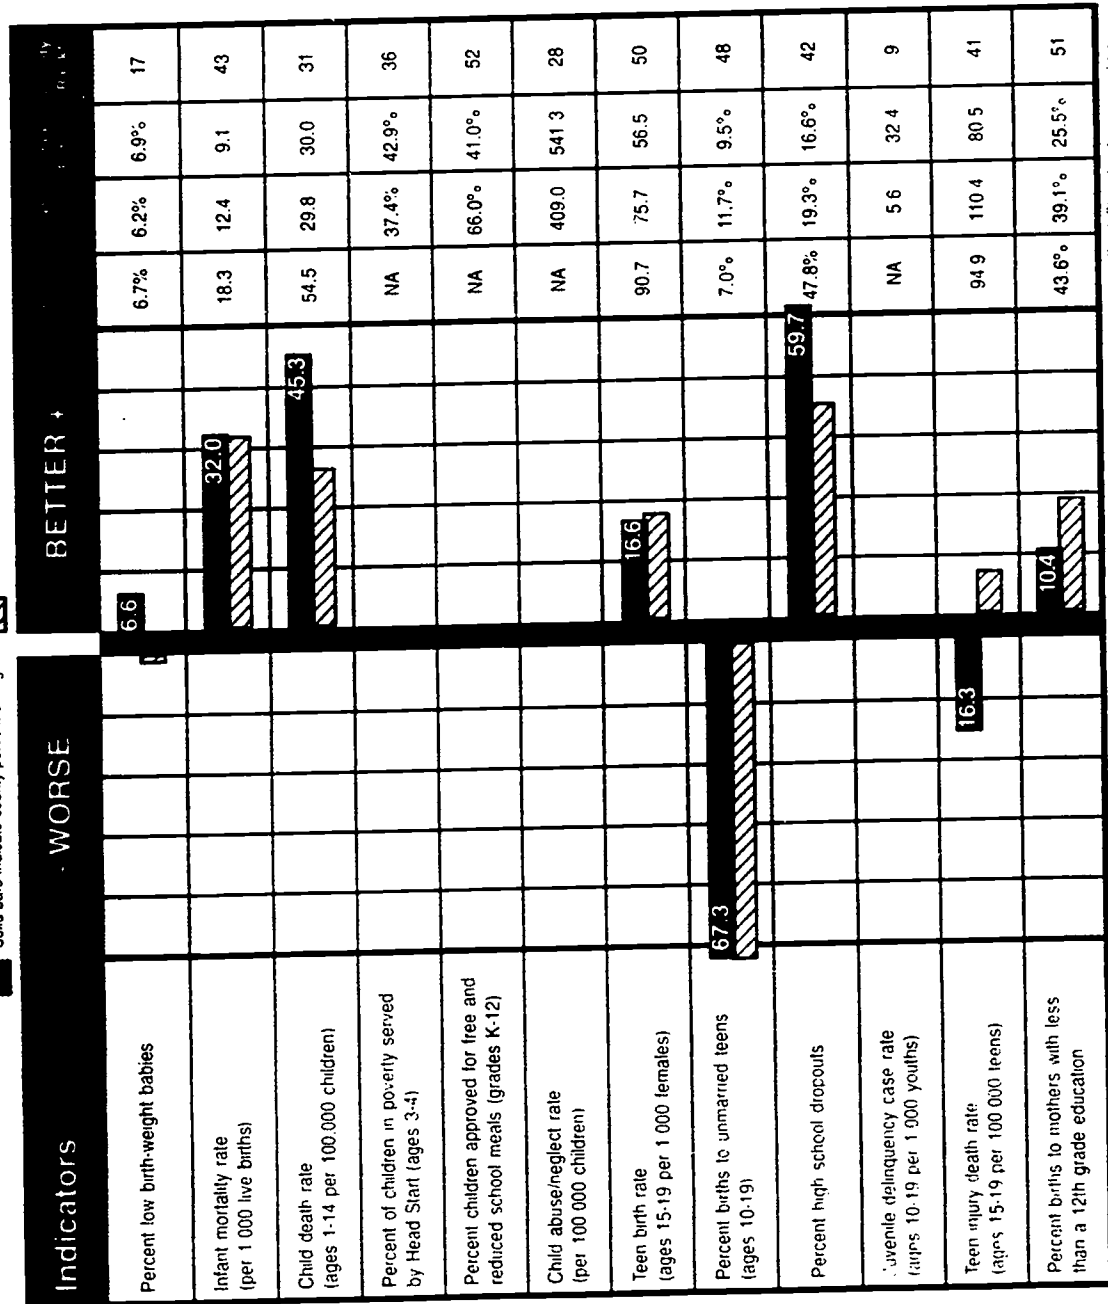 Indicators - WORSE BETTER +
Percent low birth-weight babies 6.6 6.7% 6.2% 6.9% 17
Infant mortality rate
(per 1 000 live births) 32.0 18.3 12.4 9.1 43
Child death rate
(ages 1-14 per 100,000 children) 45.3 54.5 29.8 30.0 31
Percent of children in poverty served
by Head Start (ages 3-4) NA 37.4% 42.9% 36
Percent children approved for free and
reduced school meals (grades K-12) NA 66.0% 41.0% 52
Child abuse/neglect rate
(per 100 000 children) NA 409.0 541 3 28
Teen birth rate
(ages 15-19 per 1 000 females) 16.6 90.7 75.7 56.5 50
Percent births to unmarried teens
(ages 10-19) 67.3 7.0% 11.7% 9.5% 48
Percent high school dropouts 59.7 47.8% 19.3% 16.6% 42
Juvenile delinquency case rate
(ages 10-19 per 1 000 youths) NA 5 6 32 4 9
Teen injury death rate
(ages 15-19 per 100 000 teens) 16.3 94 9 110 4 80 5 41
Percent births to mothers with less
than a 12th grade education 10.4 43.6% 39.1% 25.5% 51